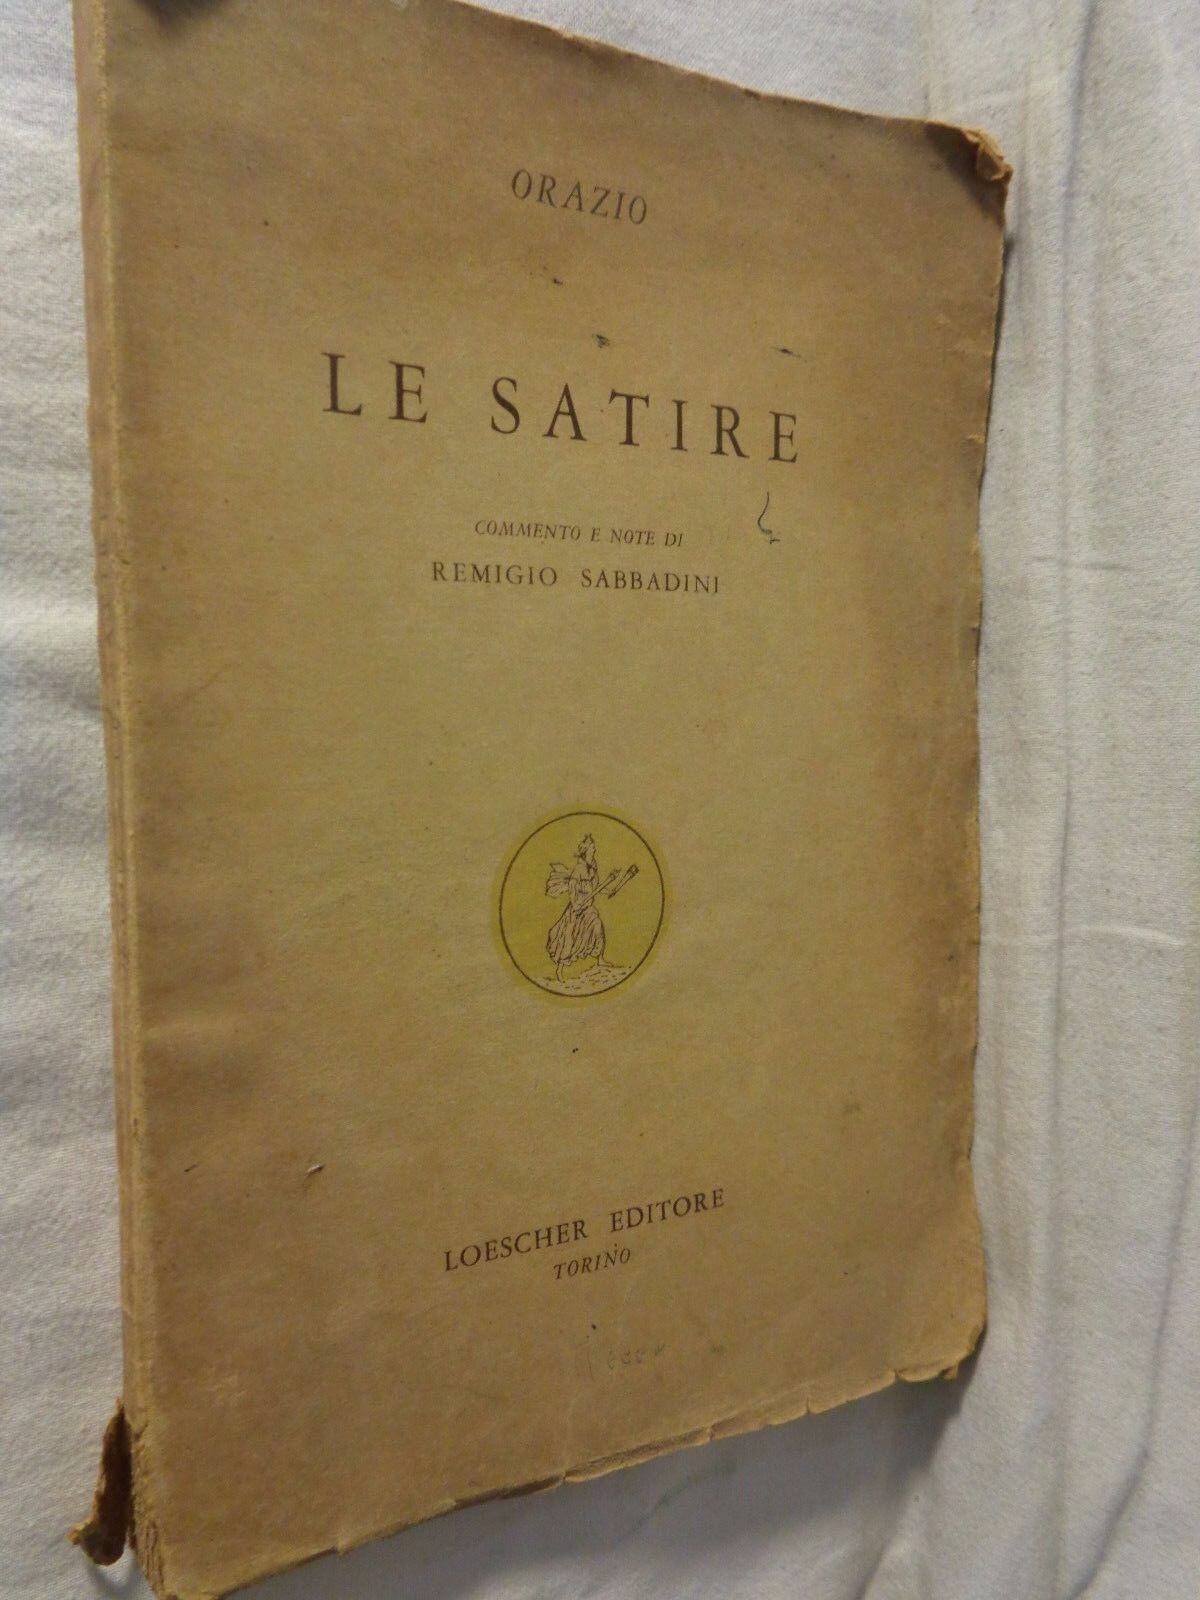 ORAZIO
LE SATIRE
COMMENTO E NOTE DI
REMIGIO SABBADINI
LOESCHER EDITORE
TORINO